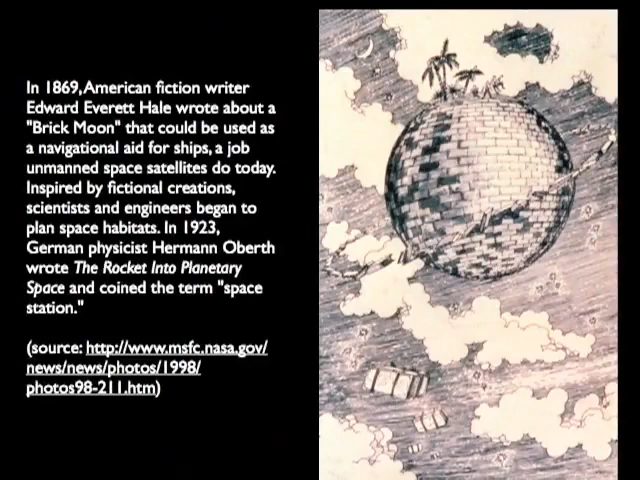 In 1869, American fiction writer
Edward Everett Hale wrote about a
"Brick Moon" that could be used as
a navigational aid for ships, a job
unmanned space satellites do today.
Inspired by fictional creations,
scientists and engineers began to
plan space habitats. In 1923,
German physicist Hermann Oberth
wrote The Rocket Into Planetary
Space and coined the term "space
station."
(source: http://www.msfc.nasa.gov/
news/news/photos/1998/
photos98-211.htm)